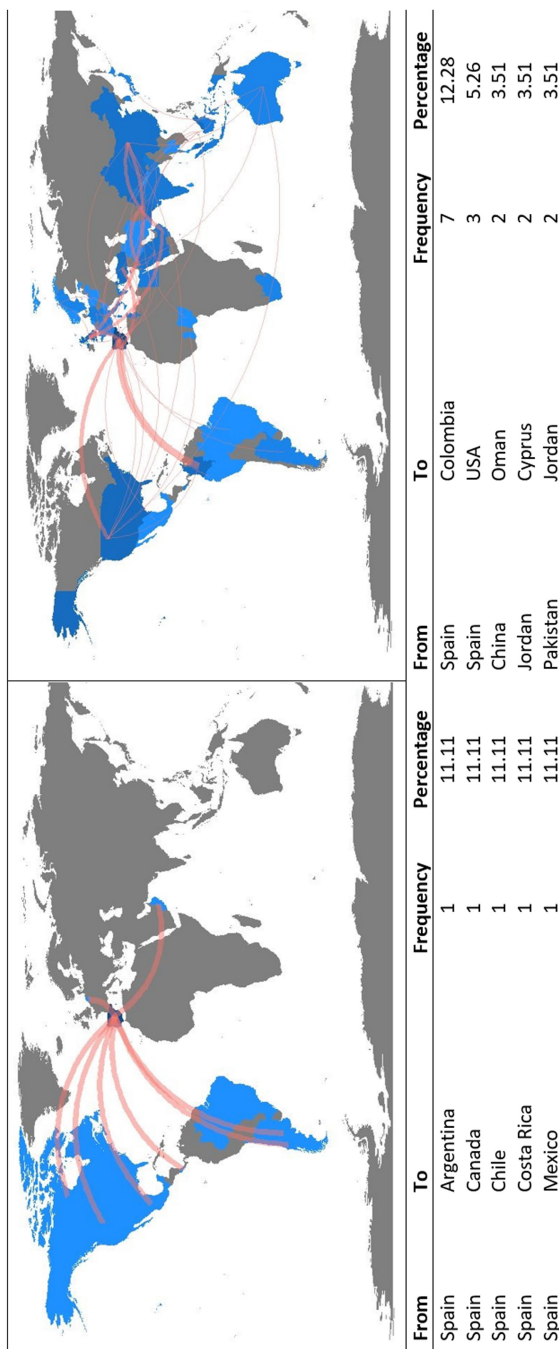 From To Frequency Percentage
Spain Argentina 1 11.11
Spain Canada 1 11.11
Spain Chile 1 11.11
Spain Costa Rica 1 11.11
Spain Mexico 1 11.11
From To Frequency Percentage
Spain Colombia 7 12.28
Spain USA 3 5.26
China Oman 2 3.51
Jordan Cyprus 2 3.51
Pakistan Jordan 2 3.51